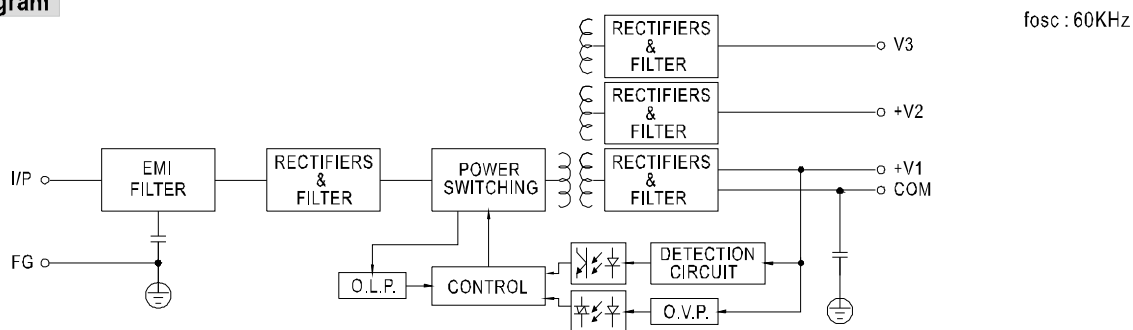 gram
fosc : 60KHz
RECTIFIERS
&
FILTER
V3
RECTIFIERS
&
FILTER
+V2
I/P
EMI
FILTER
RECTIFIERS
&
FILTER
POWER
SWITCHING
RECTIFIERS
&
FILTER
+V1
COM
FG
O.L.P.
CONTROL
DETECTION
CIRCUIT
O.V.P.